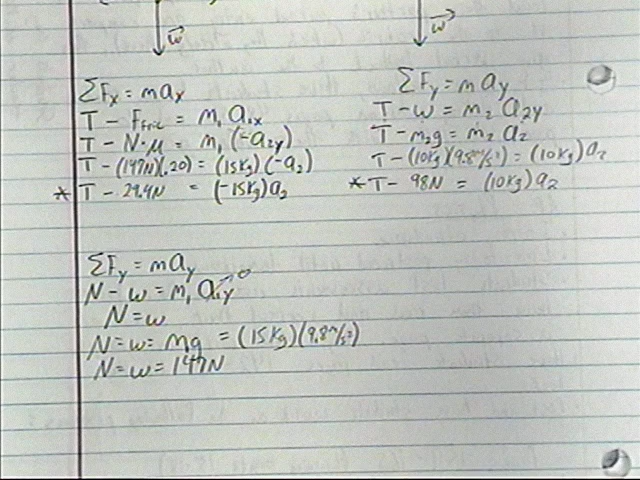 w
w
ΣFx = max
T - Ffric = m1 a1x
T - N·μ = m1 (-a2y)
T - (147N)(.20) = (15kg)(-a2)
* T - 29.4N = (-15kg)a2
ΣFy = may
T - w = m2 a2y
T - m2g = m2 a2
T - (10kg)(9.8m/s²) = (10kg)a2
* T - 98N = (10kg)a2
ΣFy = may
N - w = m1 a1y 0
N = w
N = w = mg = (15kg)(9.8m/s²)
N = w = 147N